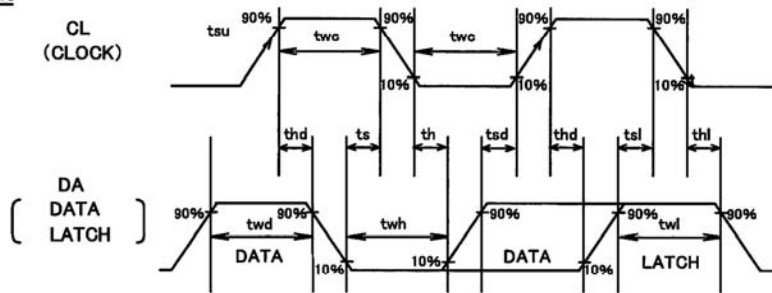 90% 90% 90% 90%
CL tsu twc twc
(CLOCK)
10% 10% 10%
thd ts th tsd thd tsl thl
DA
DATA 90% 90% 90% 90% 90%
LATCH twd twh twl
DATA 10% 10% DATA 10% LATCH